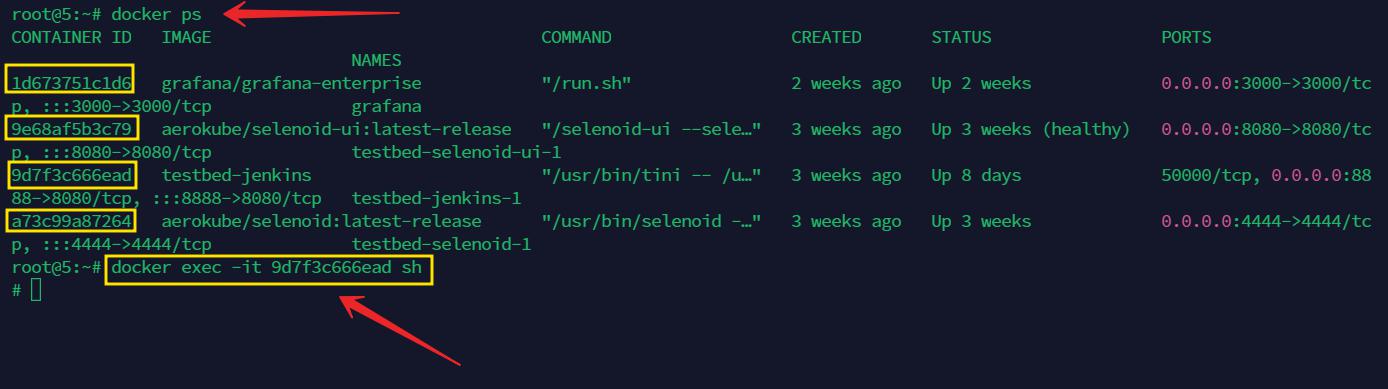 root@5:~# docker ps
CONTAINER ID   IMAGE                                 COMMAND                  CREATED       STATUS                 PORTS
                                  NAMES
1d673751c1d6   grafana/grafana-enterprise            "/run.sh"                2 weeks ago   Up 2 weeks             0.0.0.0:3000->3000/tc
p, :::3000->3000/tcp              grafana
9e68af5b3c79   aerokube/selenoid-ui:latest-release   "/selenoid-ui --sele…"   3 weeks ago   Up 3 weeks (healthy)   0.0.0.0:8080->8080/tc
p, :::8080->8080/tcp              testbed-selenoid-ui-1
9d7f3c666ead   testbed-jenkins                       "/usr/bin/tini -- /u…"   3 weeks ago   Up 8 days              50000/tcp, 0.0.0.0:88
88->8080/tcp, :::8888->8080/tcp   testbed-jenkins-1
a73c99a87264   aerokube/selenoid:latest-release      "/usr/bin/selenoid -…"   3 weeks ago   Up 3 weeks             0.0.0.0:4444->4444/tc
p, :::4444->4444/tcp              testbed-selenoid-1
root@5:~# docker exec -it 9d7f3c666ead sh
#